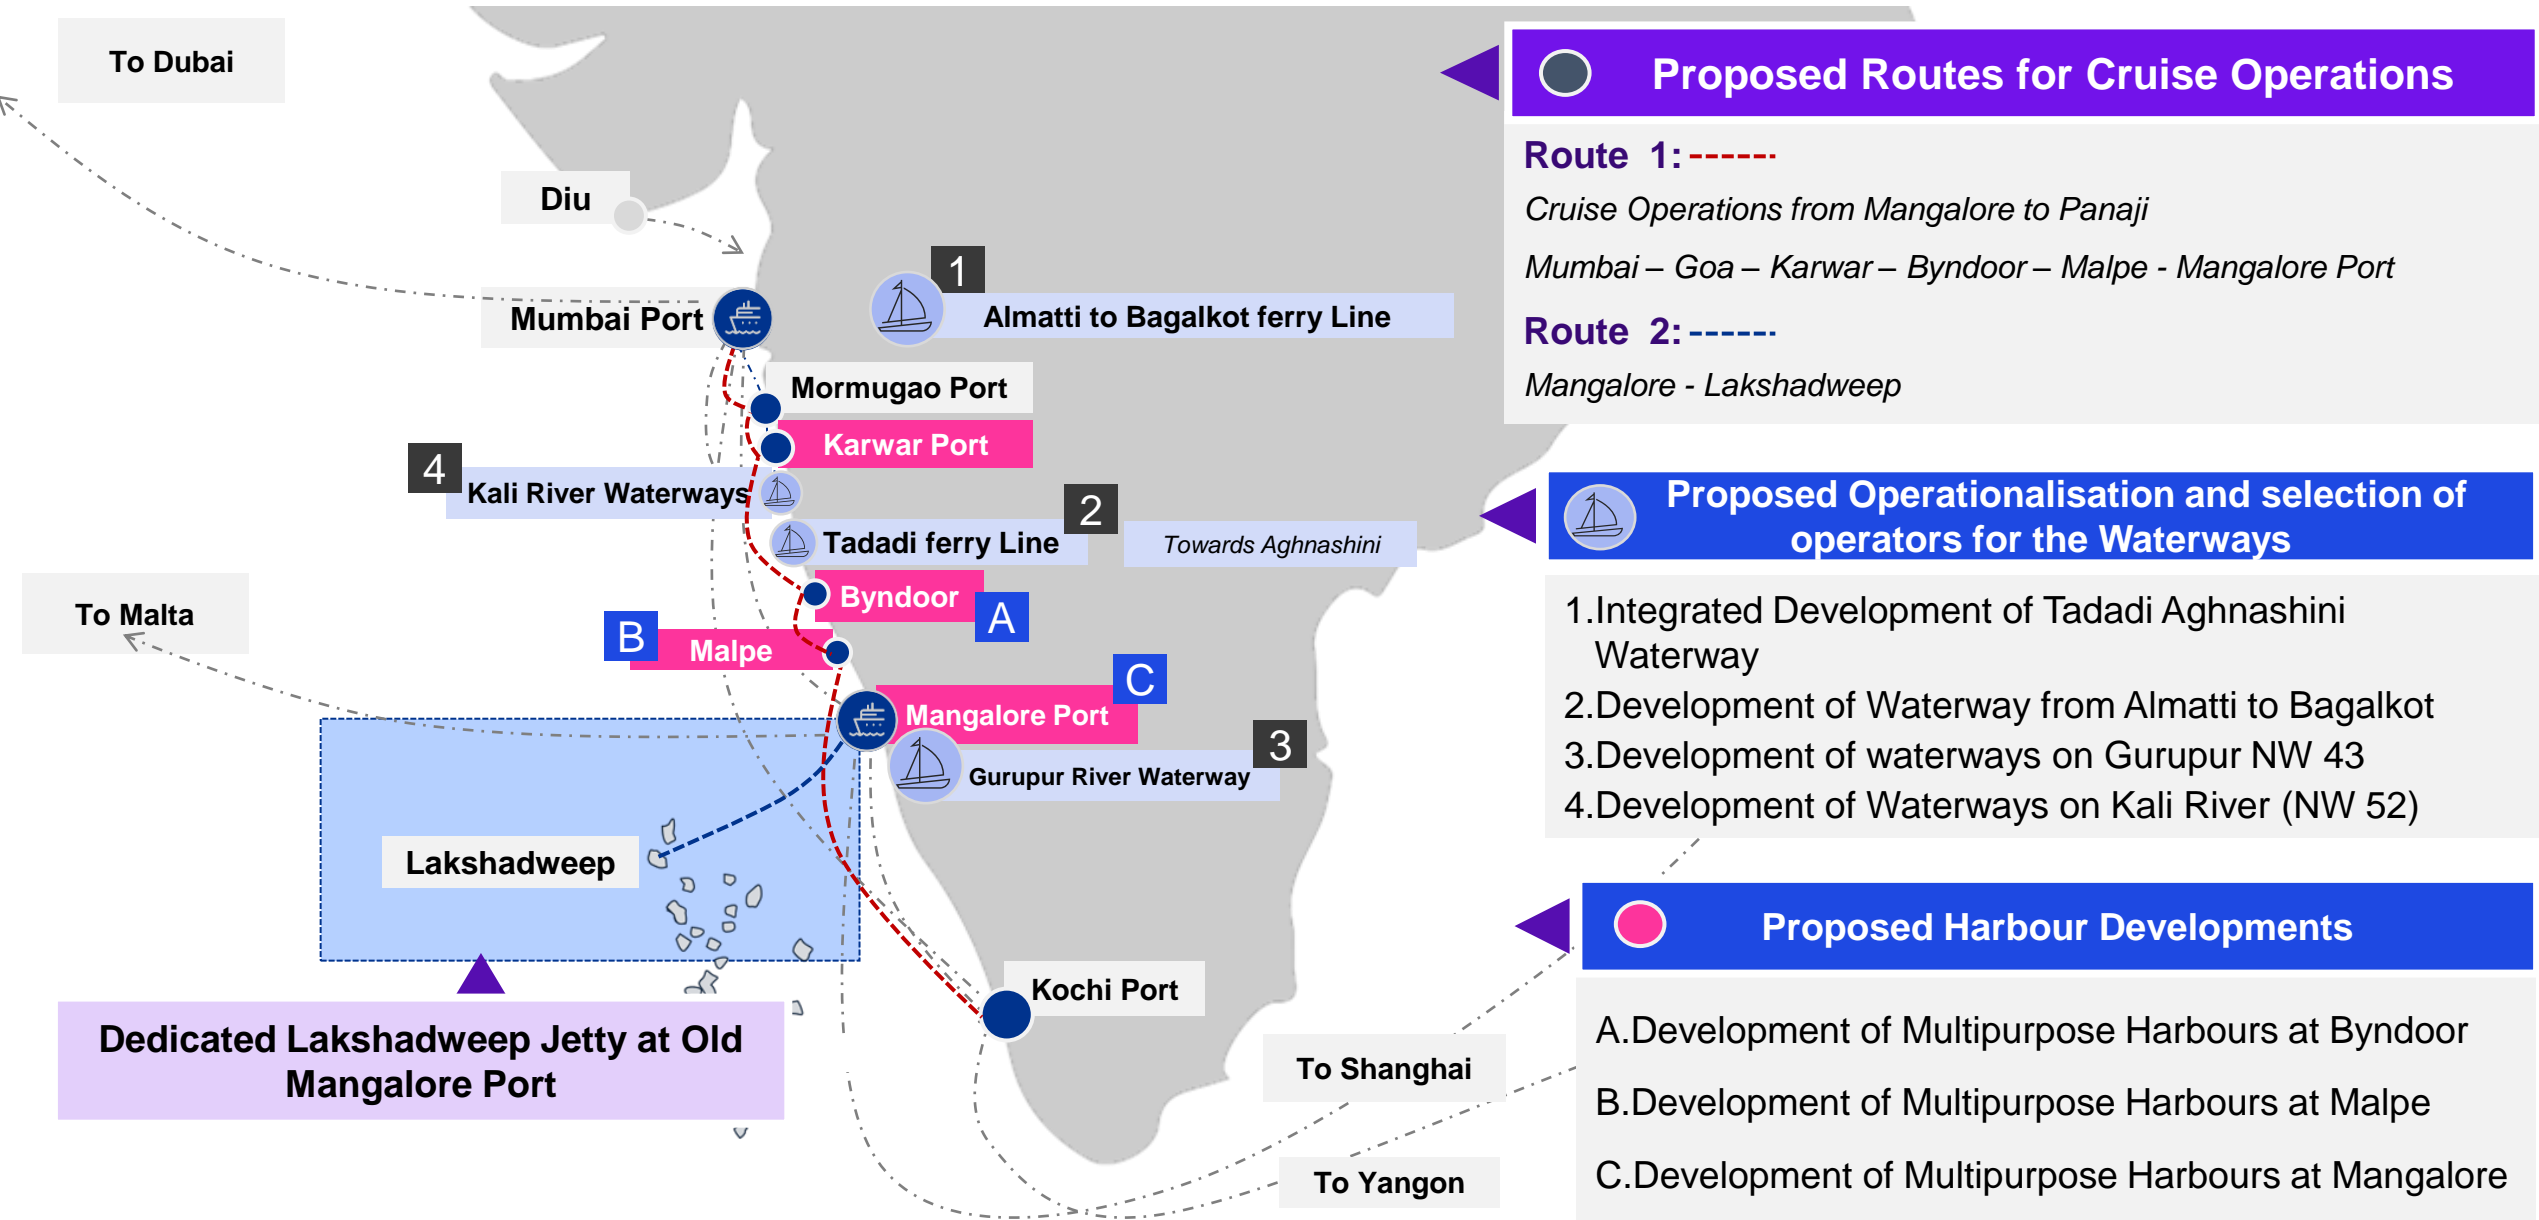 To Dubai
Diu
Mumbai Port
1
Almatti to Bagalkot ferry Line
Mormugao Port
Karwar Port
4
Kali River Waterways
2
Tadadi ferry Line
Towards Aghnashini
Byndoor
A
B
Malpe
To Malta
C
Mangalore Port
3
Gurupur River Waterway
Lakshadweep
Kochi Port
Dedicated Lakshadweep Jetty at Old
Mangalore Port
To Shanghai
To Yangon
Proposed Routes for Cruise Operations
Route 1:
Cruise Operations from Mangalore to Panaji
Mumbai – Goa – Karwar – Byndoor – Malpe - Mangalore Port
Route 2:
Mangalore - Lakshadweep
Proposed Operationalisation and selection of
operators for the Waterways
1.Integrated Development of Tadadi Aghnashini
Waterway
2.Development of Waterway from Almatti to Bagalkot
3.Development of waterways on Gurupur NW 43
4.Development of Waterways on Kali River (NW 52)
Proposed Harbour Developments
A.Development of Multipurpose Harbours at Byndoor
B.Development of Multipurpose Harbours at Malpe
C.Development of Multipurpose Harbours at Mangalore